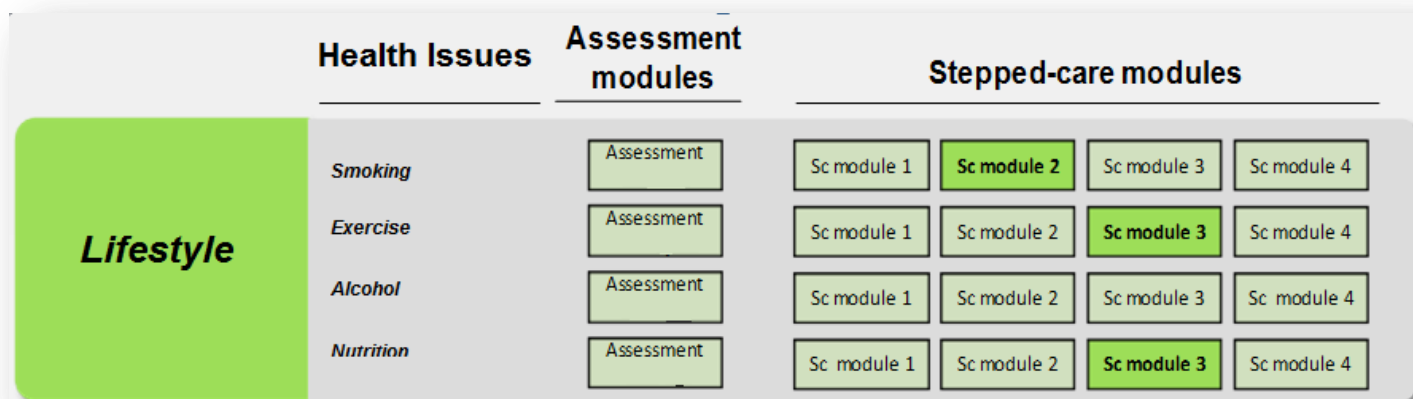 Health Issues
Assessment
modules
Stepped-care modules
Lifestyle
Smoking
Assessment
Sc module 1
Sc module 2
Sc module 3
Sc module 4
Exercise
Assessment
Sc module 1
Sc module 2
Sc module 3
Sc module 4
Alcohol
Assessment
Sc module 1
Sc module 2
Sc module 3
Sc module 4
Nutrition
Assessment
Sc module 1
Sc module 2
Sc module 3
Sc module 4